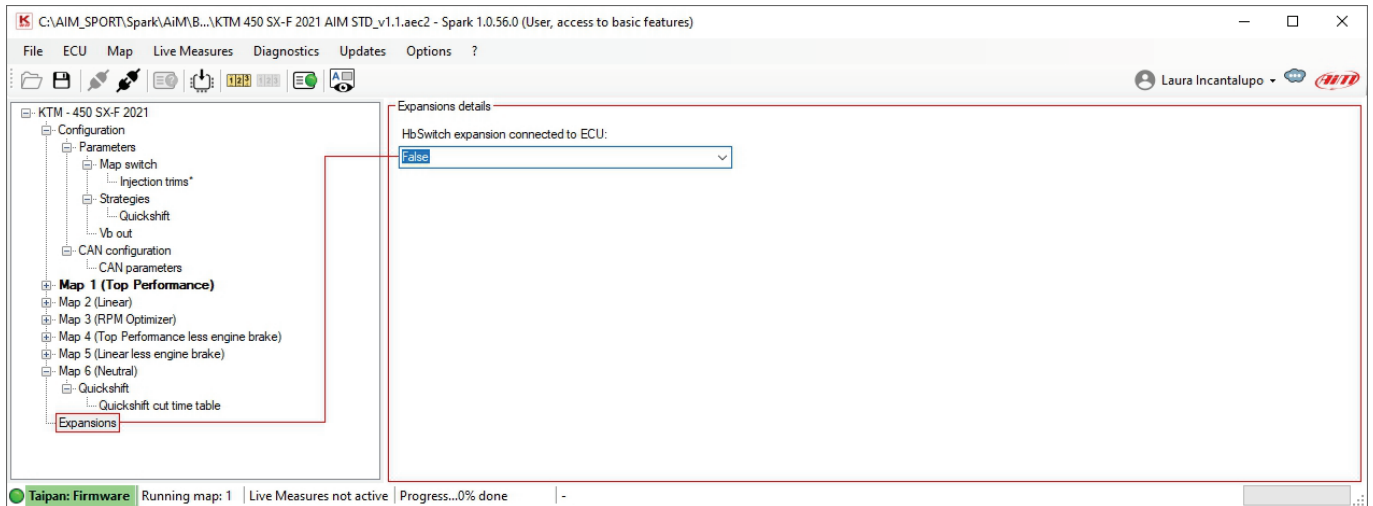 C:\AIM_SPORT\Spark\AiM\B...\KTM 450 SX-F 2021 AIM STD_v1.1.aec2 - Spark 1.0.56.0 (User, access to basic features)
File ECU Map Live Measures Diagnostics Updates Options ?
Laura Incantalupo
AiM
KTM - 450 SX-F 2021
Configuration
Parameters
Map switch
Injection trims*
Strategies
Quickshift
Vb out
CAN configuration
CAN parameters
Map 1 (Top Performance)
Map 2 (Linear)
Map 3 (RPM Optimizer)
Map 4 (Top Performance less engine brake)
Map 5 (Linear less engine brake)
Map 6 (Neutral)
Quickshift
Quickshift cut time table
Expansions
Expansions details
HbSwitch expansion connected to ECU:
False
Taipan: Firmware Running map: 1 Live Measures not active Progress...0% done -